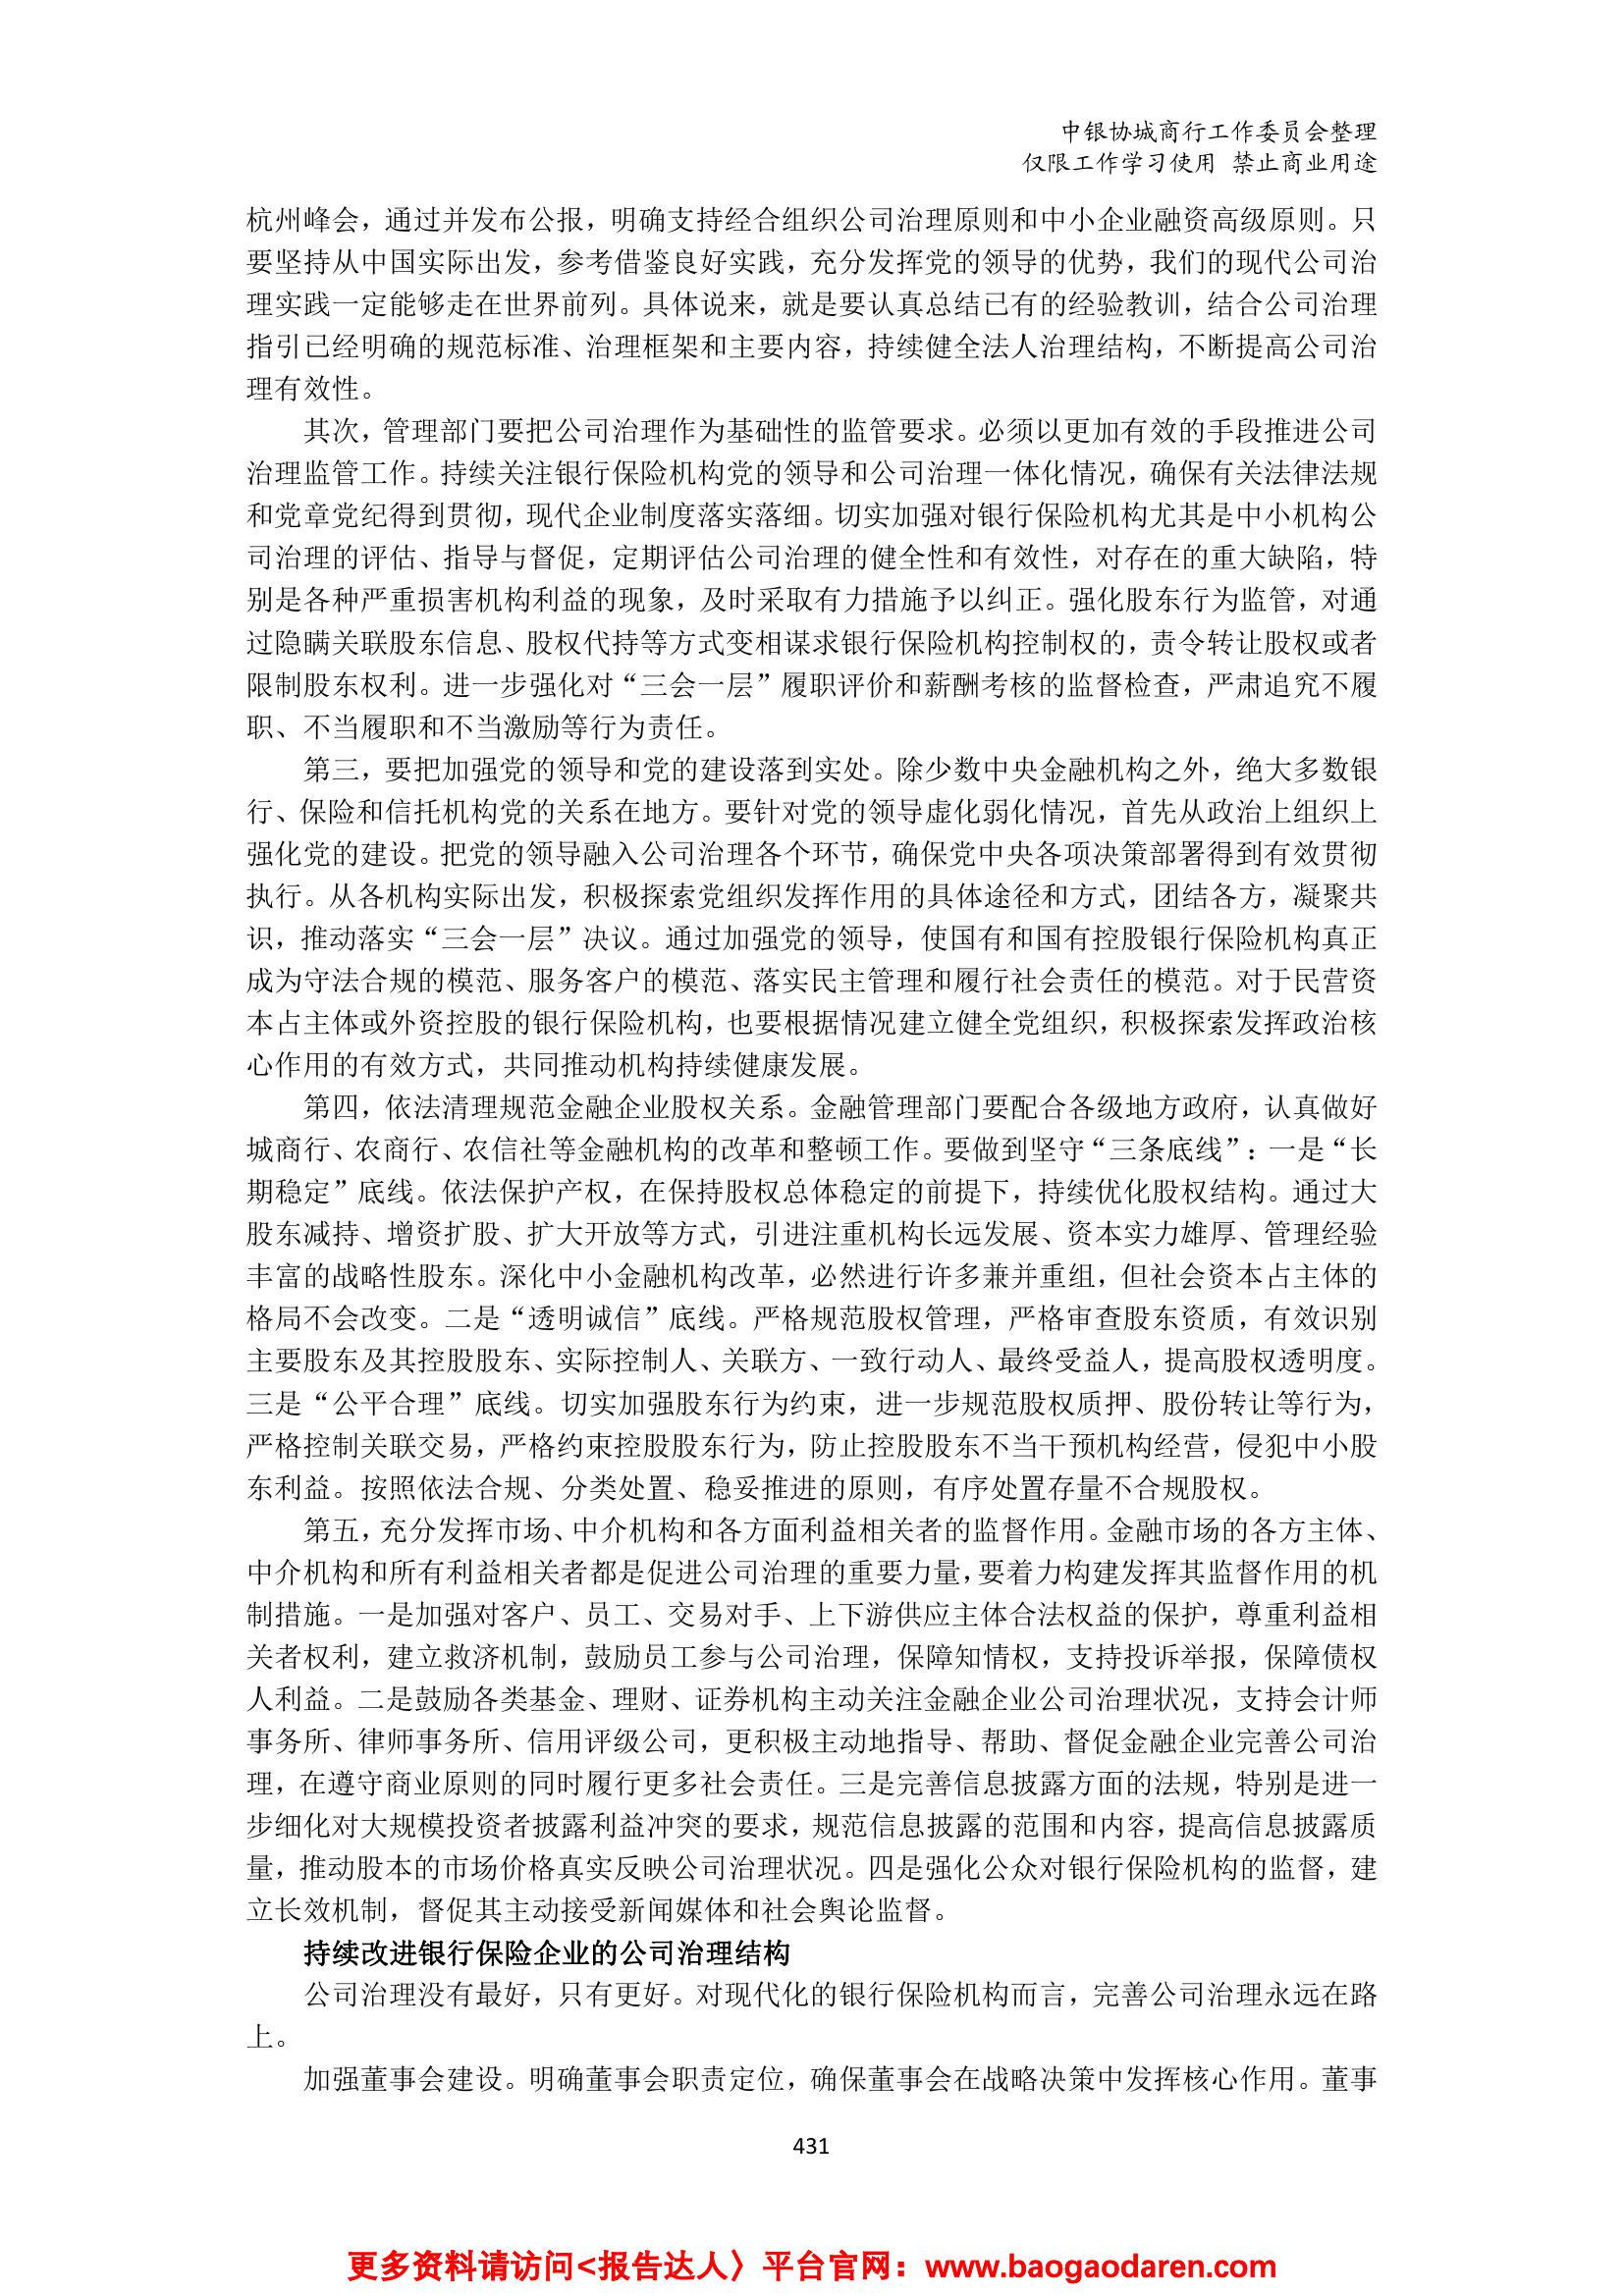 中银协城商行工作委员会整理
仅限工作学习使用 禁止商业用途
杭州峰会，通过并发布公报，明确支持经合组织公司治理原则和中小企业融资高级原则。只
要坚持从中国实际出发，参考借鉴良好实践，充分发挥党的领导的优势，我们的现代公司治
理实践一定能够走在世界前列。具体说来，就是要认真总结已有的经验教训，结合公司治理
指引已经明确的规范标准、治理框架和主要内容，持续健全法人治理结构，不断提高公司治
理有效性。
其次，管理部门要把公司治理作为基础性的监管要求。必须以更加有效的手段推进公司
治理监管工作。持续关注银行保险机构党的领导和公司治理一体化情况，确保有关法律法规
和党章党纪得到贯彻，现代企业制度落实落细。切实加强对银行保险机构尤其是中小机构公
司治理的评估、指导与督促，定期评估公司治理的健全性和有效性，对存在的重大缺陷，特
别是各种严重损害机构利益的现象，及时采取有力措施予以纠正。强化股东行为监管，对通
过隐瞒关联股东信息、股权代持等方式变相谋求银行保险机构控制权的，责令转让股权或者
限制股东权利。进一步强化对“三会一层”履职评价和薪酬考核的监督检查，严肃追究不履
职、不当履职和不当激励等行为责任。
第三，要把加强党的领导和党的建设落到实处。除少数中央金融机构之外，绝大多数银
行、保险和信托机构党的关系在地方。要针对党的领导虚化弱化情况，首先从政治上组织上
强化党的建设。把党的领导融入公司治理各个环节，确保党中央各项决策部署得到有效贯彻
执行。从各机构实际出发，积极探索党组织发挥作用的具体途径和方式，团结各方，凝聚共
识，推动落实“三会一层”决议。通过加强党的领导，使国有和国有控股银行保险机构真正
成为守法合规的模范、服务客户的模范、落实民主管理和履行社会责任的模范。对于民营资
本占主体或外资控股的银行保险机构，也要根据情况建立健全党组织，积极探索发挥政治核
心作用的有效方式，共同推动机构持续健康发展。
第四，依法清理规范金融企业股权关系。金融管理部门要配合各级地方政府，认真做好
城商行、农商行、农信社等金融机构的改革和整顿工作。要做到坚守“三条底线”：一是“长
期稳定”底线。依法保护产权，在保持股权总体稳定的前提下，持续优化股权结构。通过大
股东减持、增资扩股、扩大开放等方式，引进注重机构长远发展、资本实力雄厚、管理经验
丰富的战略性股东。深化中小金融机构改革，必然进行许多兼并重组，但社会资本占主体的
格局不会改变。二是“透明诚信”底线。严格规范股权管理，严格审查股东资质，有效识别
主要股东及其控股股东、实际控制人、关联方、一致行动人、最终受益人，提高股权透明度。
三是“公平合理”底线。切实加强股东行为约束，进一步规范股权质押、股份转让等行为，
严格控制关联交易，严格约束控股股东行为，防止控股股东不当干预机构经营，侵犯中小股
东利益。按照依法合规、分类处置、稳妥推进的原则，有序处置存量不合规股权。
第五，充分发挥市场、中介机构和各方面利益相关者的监督作用。金融市场的各方主体、
中介机构和所有利益相关者都是促进公司治理的重要力量，要着力构建发挥其监督作用的机
制措施。一是加强对客户、员工、交易对手、上下游供应主体合法权益的保护，尊重利益相
关者权利，建立救济机制，鼓励员工参与公司治理，保障知情权，支持投诉举报，保障债权
人利益。二是鼓励各类基金、理财、证券机构主动关注金融企业公司治理状况，支持会计师
事务所、律师事务所、信用评级公司，更积极主动地指导、帮助、督促金融企业完善公司治
理，在遵守商业原则的同时履行更多社会责任。三是完善信息披露方面的法规，特别是进一
步细化对大规模投资者披露利益冲突的要求，规范信息披露的范围和内容，提高信息披露质
量，推动股本的市场价格真实反映公司治理状况。四是强化公众对银行保险机构的监督，建
立长效机制，督促其主动接受新闻媒体和社会舆论监督。
持续改进银行保险企业的公司治理结构
公司治理没有最好，只有更好。对现代化的银行保险机构而言，完善公司治理永远在路
上。
加强董事会建设。明确董事会职责定位，确保董事会在战略决策中发挥核心作用。董事
431
更多资料请访问<报告达人〉平台官网：www.baogaodaren.com